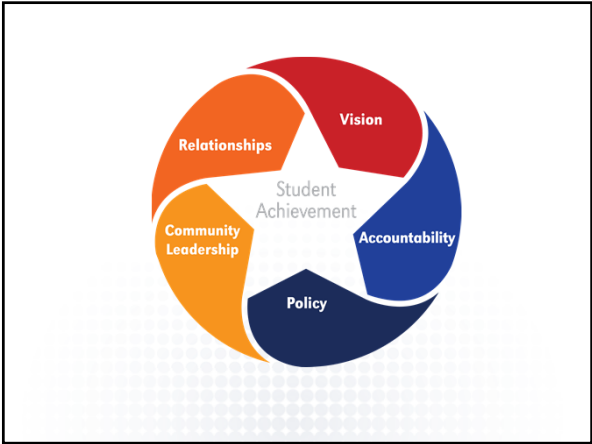 Vision
Relationships
Student
Achievement
Community
Leadership
Accountability
Policy